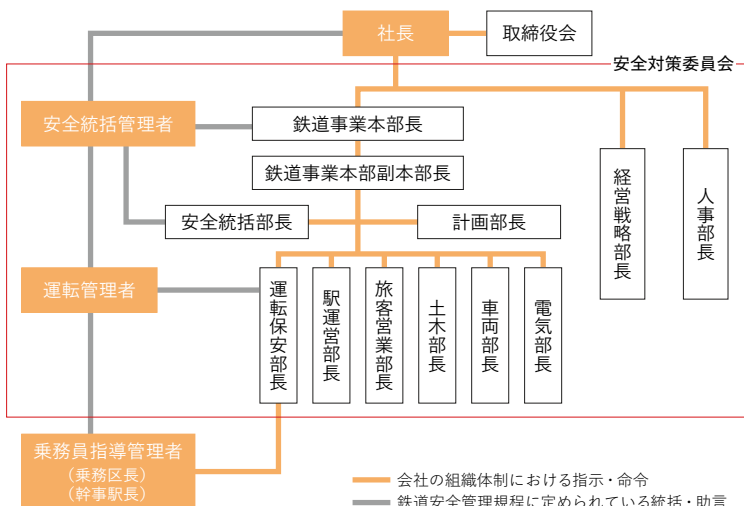 社長
取締役会
安全対策委員会
安全統括管理者
鉄道事業本部長
鉄道事業本部副本部長
経営戦略部長
人事部長
安全統括部長
計画部長
運転管理者
運転保安部長
駅運営部長
旅客営業部長
土木部長
車両部長
電気部長
乗務員指導管理者
（乗務区長）
（幹事駅長）
会社の組織体制における指示・命令
鉄道安全管理規程に定められている統括・助言